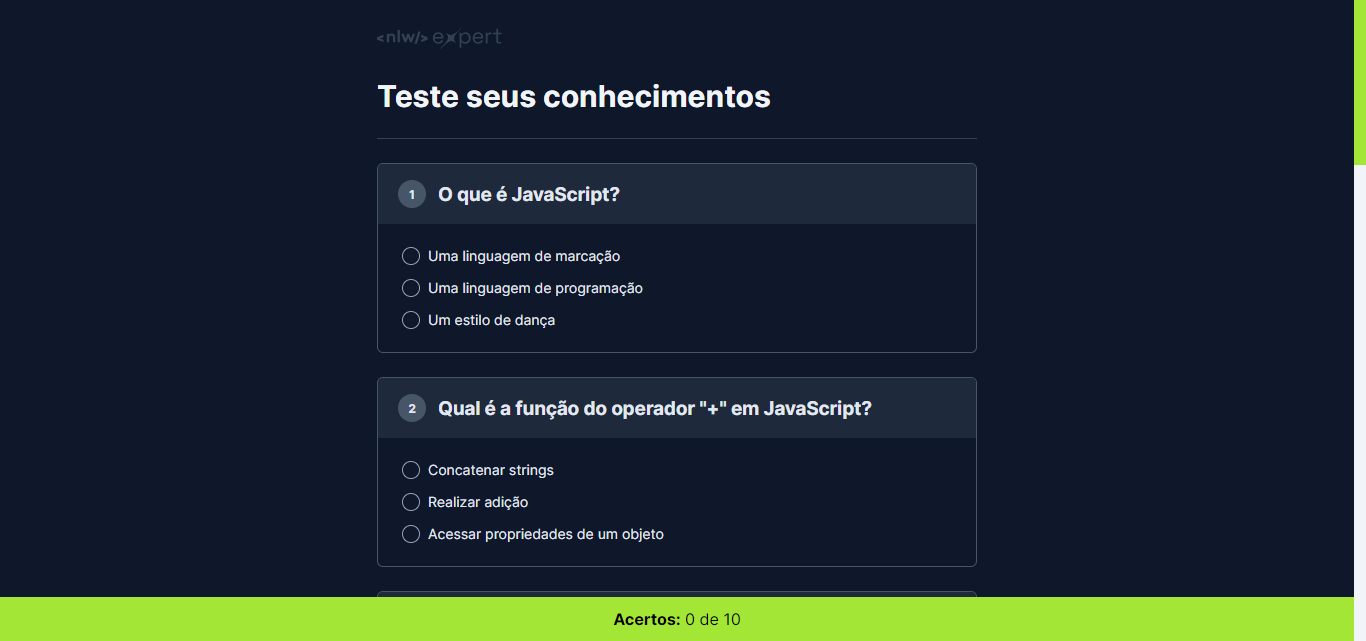 <nlw/> expert
Teste seus conhecimentos
1 O que é JavaScript?
Uma linguagem de marcação
Uma linguagem de programação
Um estilo de dança
2 Qual é a função do operador "+" em JavaScript?
Concatenar strings
Realizar adição
Acessar propriedades de um objeto
Acertos: 0 de 10